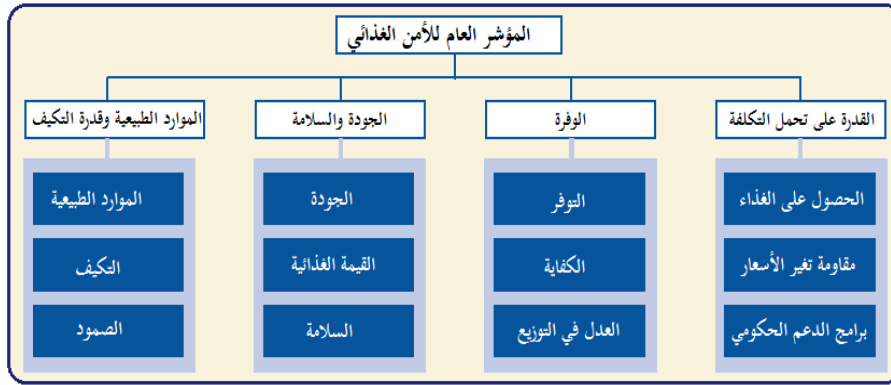 المؤشر العام للأمن الغذائي
القدرة على تحمل التكلفة
الحصول على الغذاء
مقاومة تغير الأسعار
برامج الدعم الحكومي
الوفرة
التوفر
الكفاية
العدل في التوزيع
الجودة والسلامة
الجودة
القيمة الغذائية
السلامة
الموارد الطبيعية وقدرة التكيف
الموارد الطبيعية
التكيف
الصمود